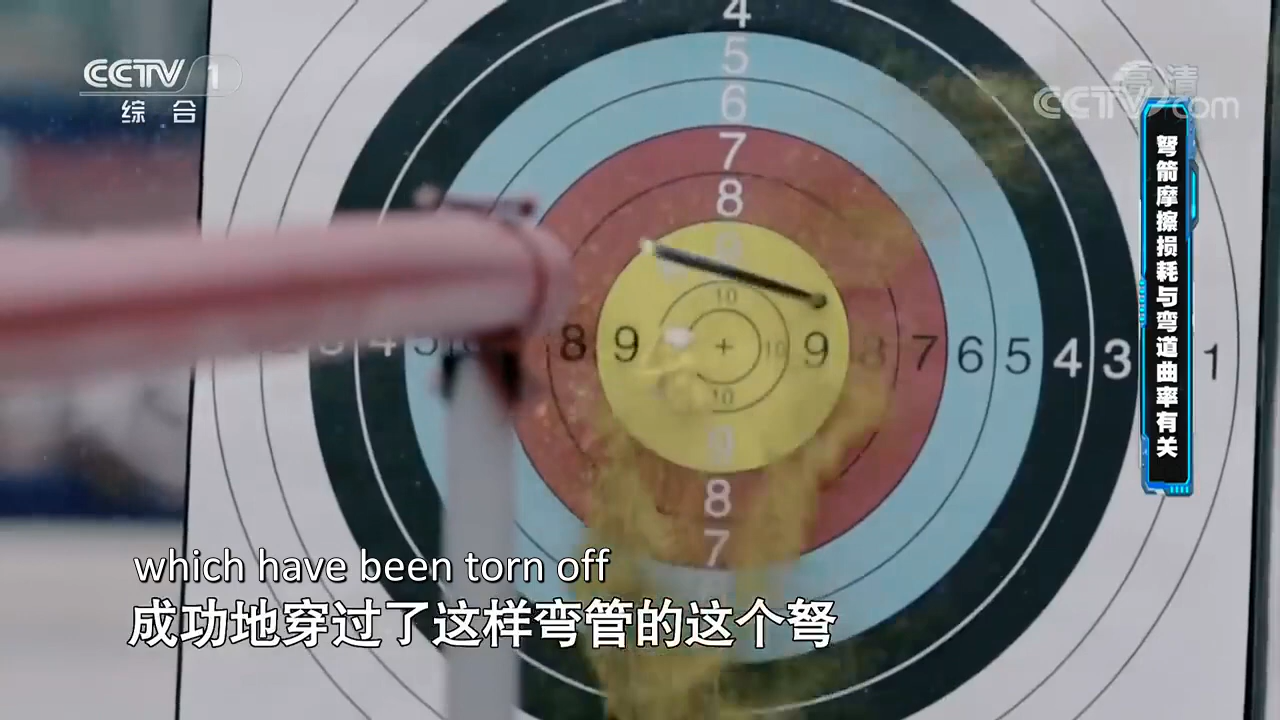 CCTV 1
综合
高清
CCTV.com
弩箭摩擦损耗与弯道曲率有关
4
5
6
7
8
9
10
8 9 10 9 8 7 6 5 4 3 1
10
9
8
7
which have been torn off
成功地穿过了这样弯管的这个弩